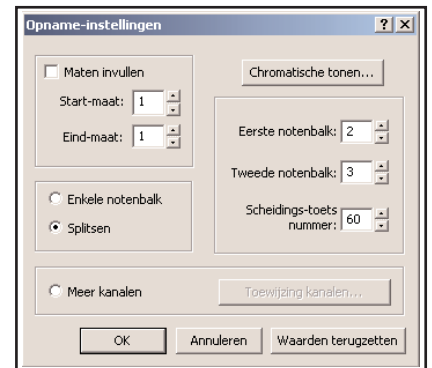 Opname-instellingen
Maten invullen
Start-maat: 1
Eind-maat: 1
Chromatische tonen...
Eerste notenbalk: 2
Tweede notenbalk: 3
Scheidings-toets
nummer: 60
Enkele notenbalk
Splitsen
Meer kanalen
Toewijzing kanalen...
OK
Annuleren
Waarden terugzetten